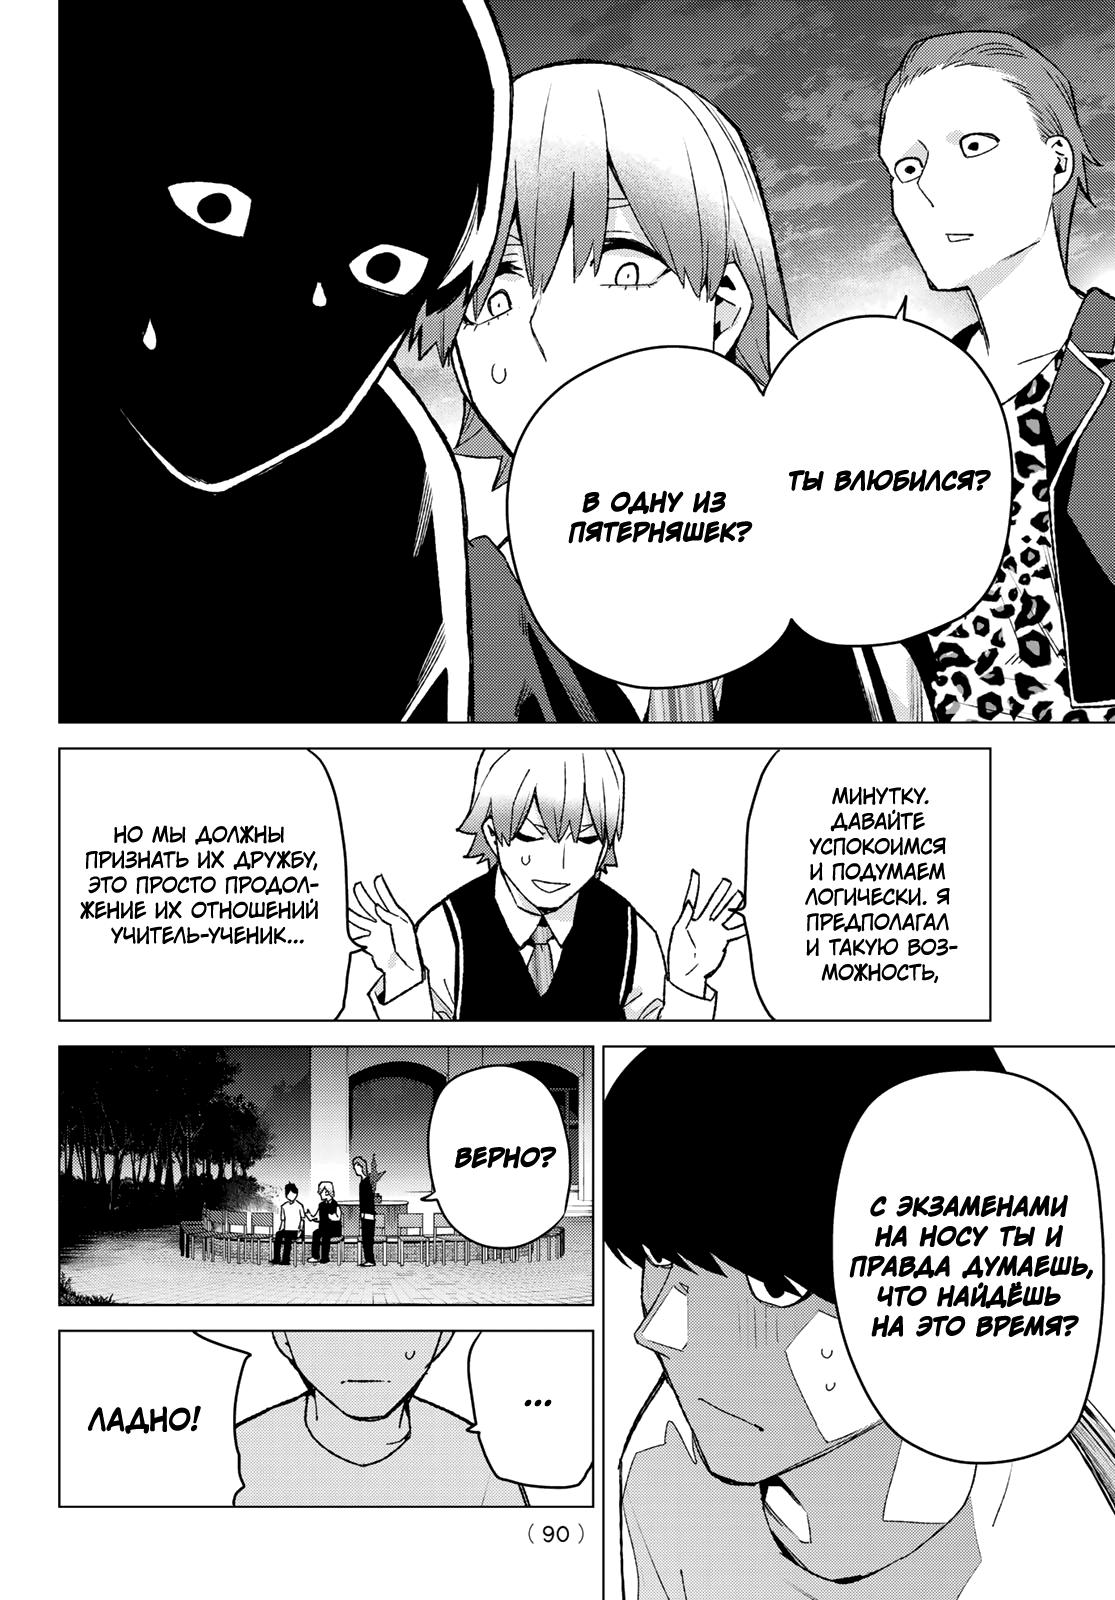 ТЫ ВЛЮБИЛСЯ?
В ОДНУ ИЗ
ПЯТЕРНЯШЕК?
МИНУТКУ.
ДАВАЙТЕ
УСПОКОИМСЯ
И ПОДУМАЕМ
ЛОГИЧЕСКИ. Я
ПРЕДПОЛАГАЛ
И ТАКУЮ ВОЗ-
МОЖНОСТЬ,
НО МЫ ДОЛЖНЫ
ПРИЗНАТЬ ИХ ДРУЖБУ,
ЭТО ПРОСТО ПРОДОЛ-
ЖЕНИЕ ИХ ОТНОШЕНИЙ
УЧИТЕЛЬ-УЧЕНИК...
С ЭКЗАМЕНАМИ
НА НОСУ ТЫ И
ПРАВДА ДУМАЕШЬ,
ЧТО НАЙДЁШЬ
НА ЭТО ВРЕМЯ?
ВЕРНО?
...
ЛАДНО!
( 90 )